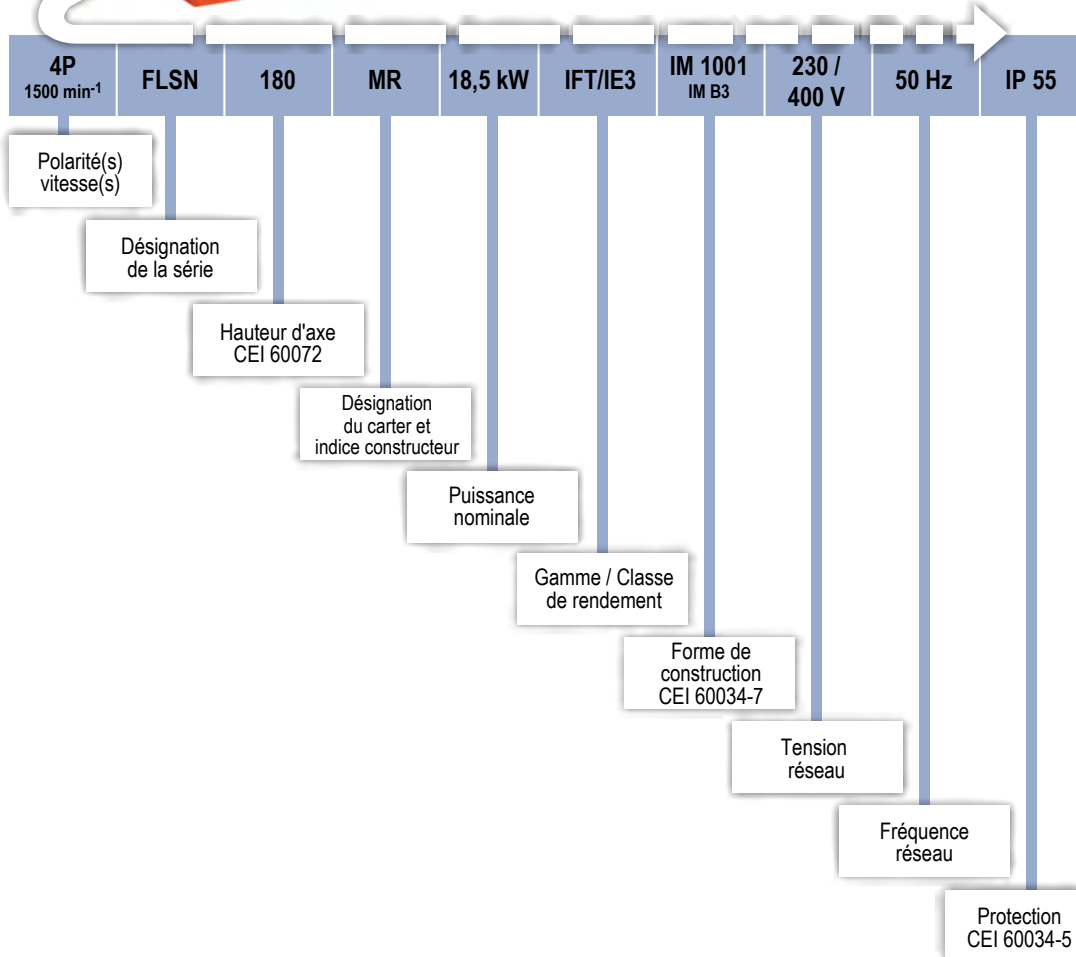 4P
1500 min-1
FLSN
180
MR
18,5 kW
IFT/IE3
IM 1001
IM B3
230 /
400 V
50 Hz
IP 55
Polarité(s)
vitesse(s)
Désignation
de la série
Hauteur d'axe
CEI 60072
Désignation
du carter et
indice constructeur
Puissance
nominale
Gamme / Classe
de rendement
Forme de
construction
CEI 60034-7
Tension
réseau
Fréquence
réseau
Protection
CEI 60034-5